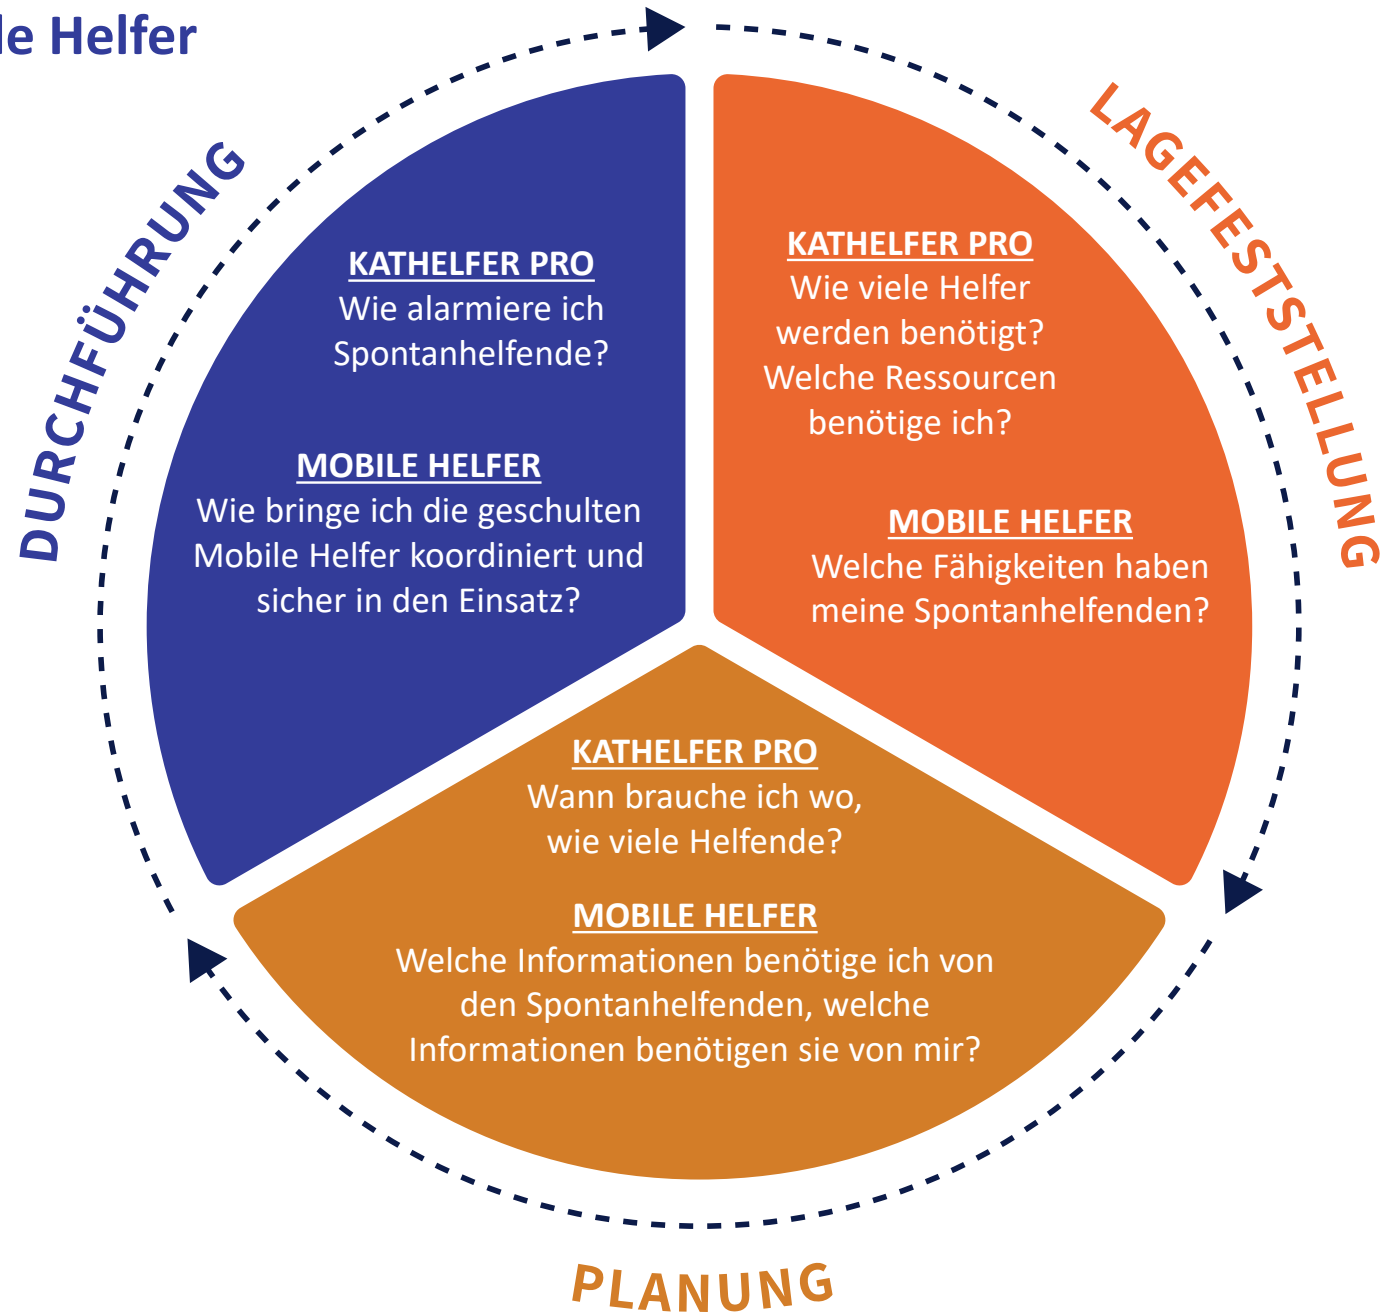 le Helfer
DURCHFÜHRUNG
KATHELFER PRO
Wie alarmiere ich
Spontanhelfende?
MOBILE HELFER
Wie bringe ich die geschulten
Mobile Helfer koordiniert und
sicher in den Einsatz?
LAGEFESTSTELLUNG
KATHELFER PRO
Wie viele Helfer
werden benötigt?
Welche Ressourcen
benötige ich?
MOBILE HELFER
Welche Fähigkeiten haben
meine Spontanhelfenden?
KATHELFER PRO
Wann brauche ich wo,
wie viele Helfende?
MOBILE HELFER
Welche Informationen benötige ich von
den Spontanhelfenden, welche
Informationen benötigen sie von mir?
PLANUNG